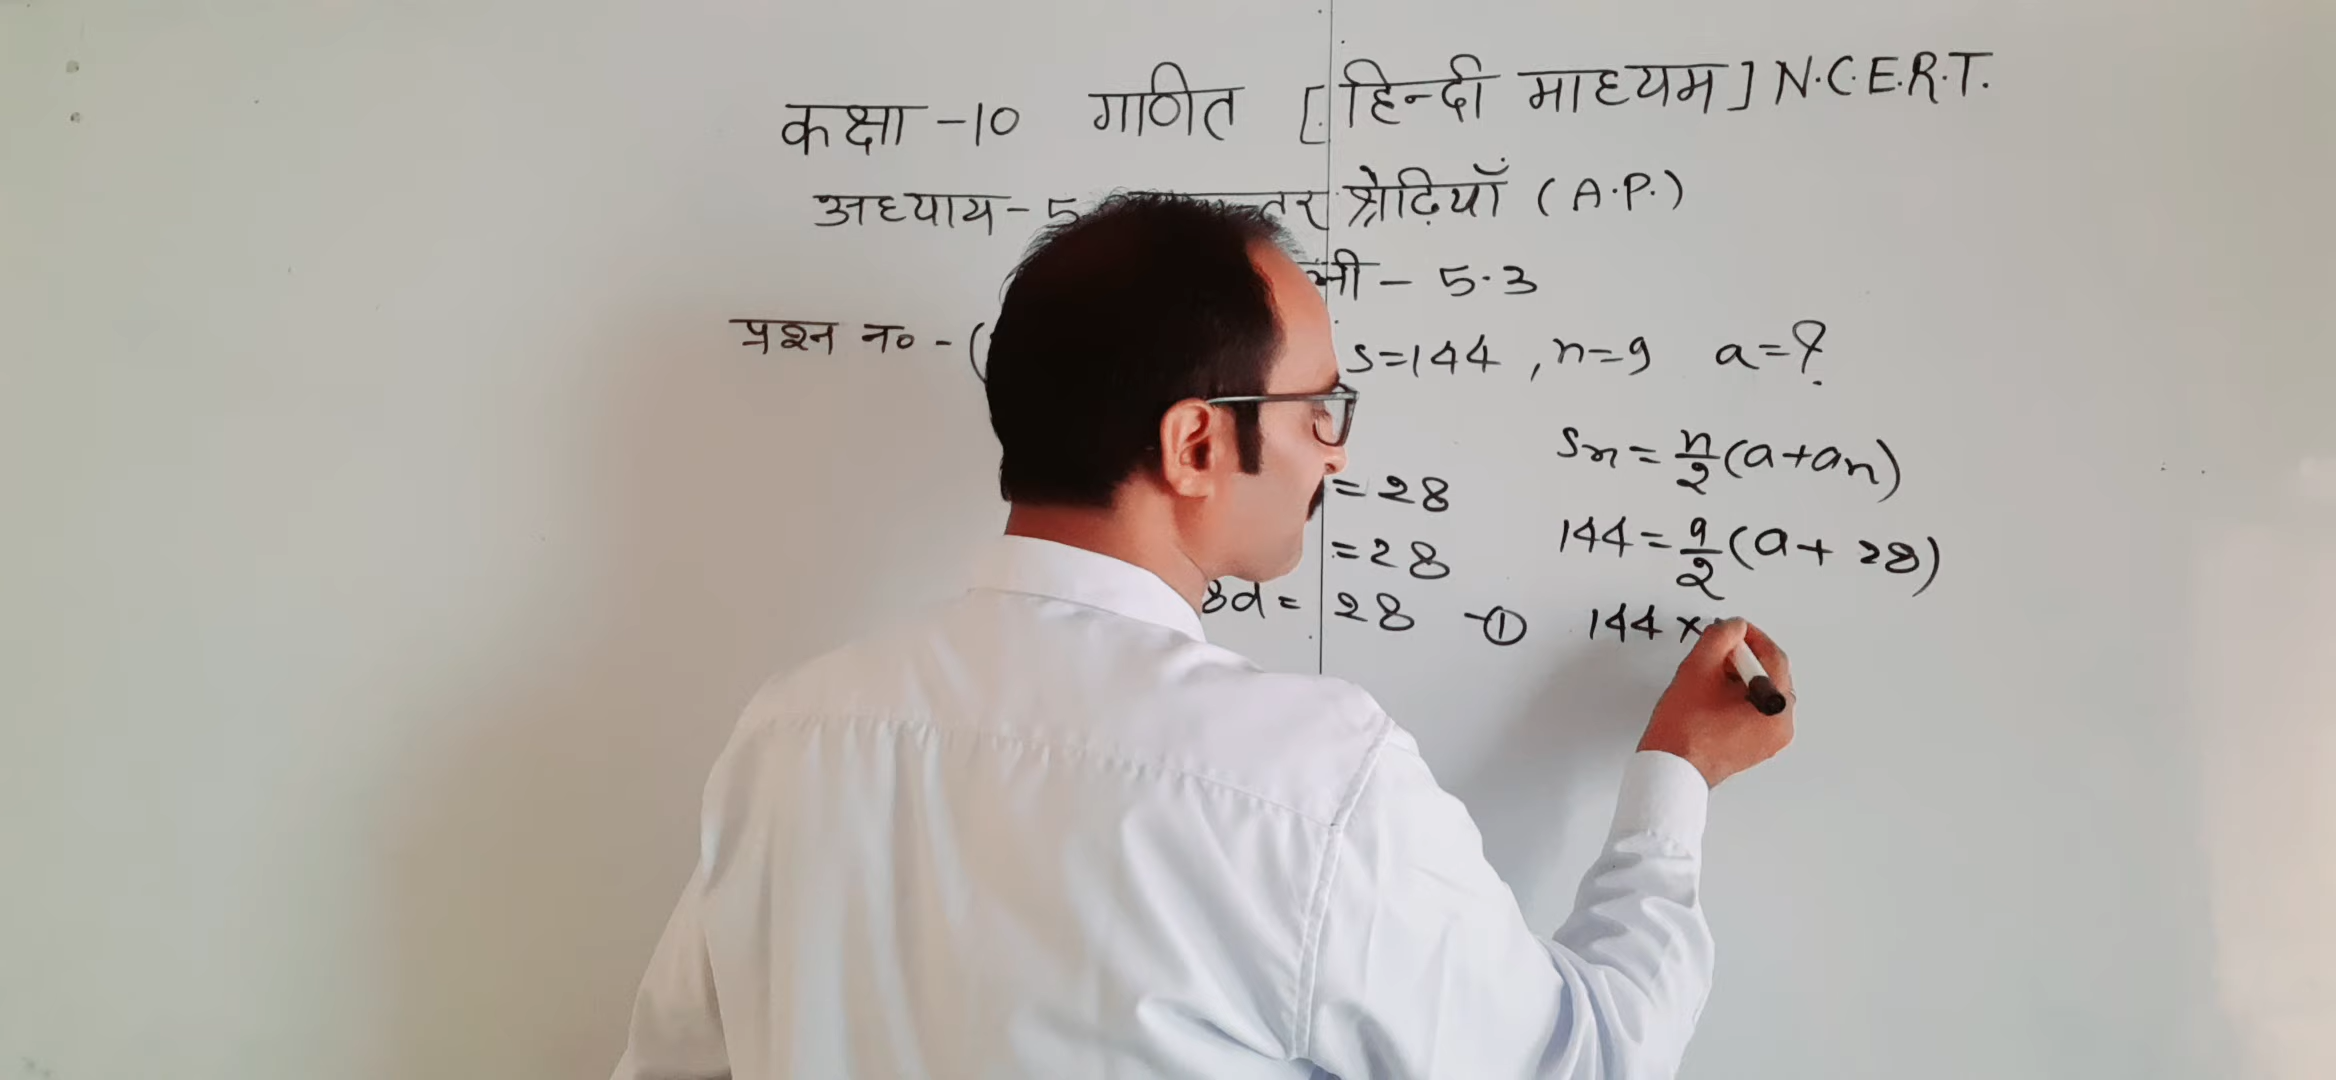 कक्षा -10 गणित [हिन्दी माध्यम] N.C.E.R.T.
अध्याय - 5 श्रेढ़ियाँ (A.P.)
- 5.3
प्रश्न न० - ( S=144 , n=9 a=?
Sn = n/2 (a+an)
= 28
144 = 9/2 (a + 28)
= 28
8d = 28 - ① 144 ×